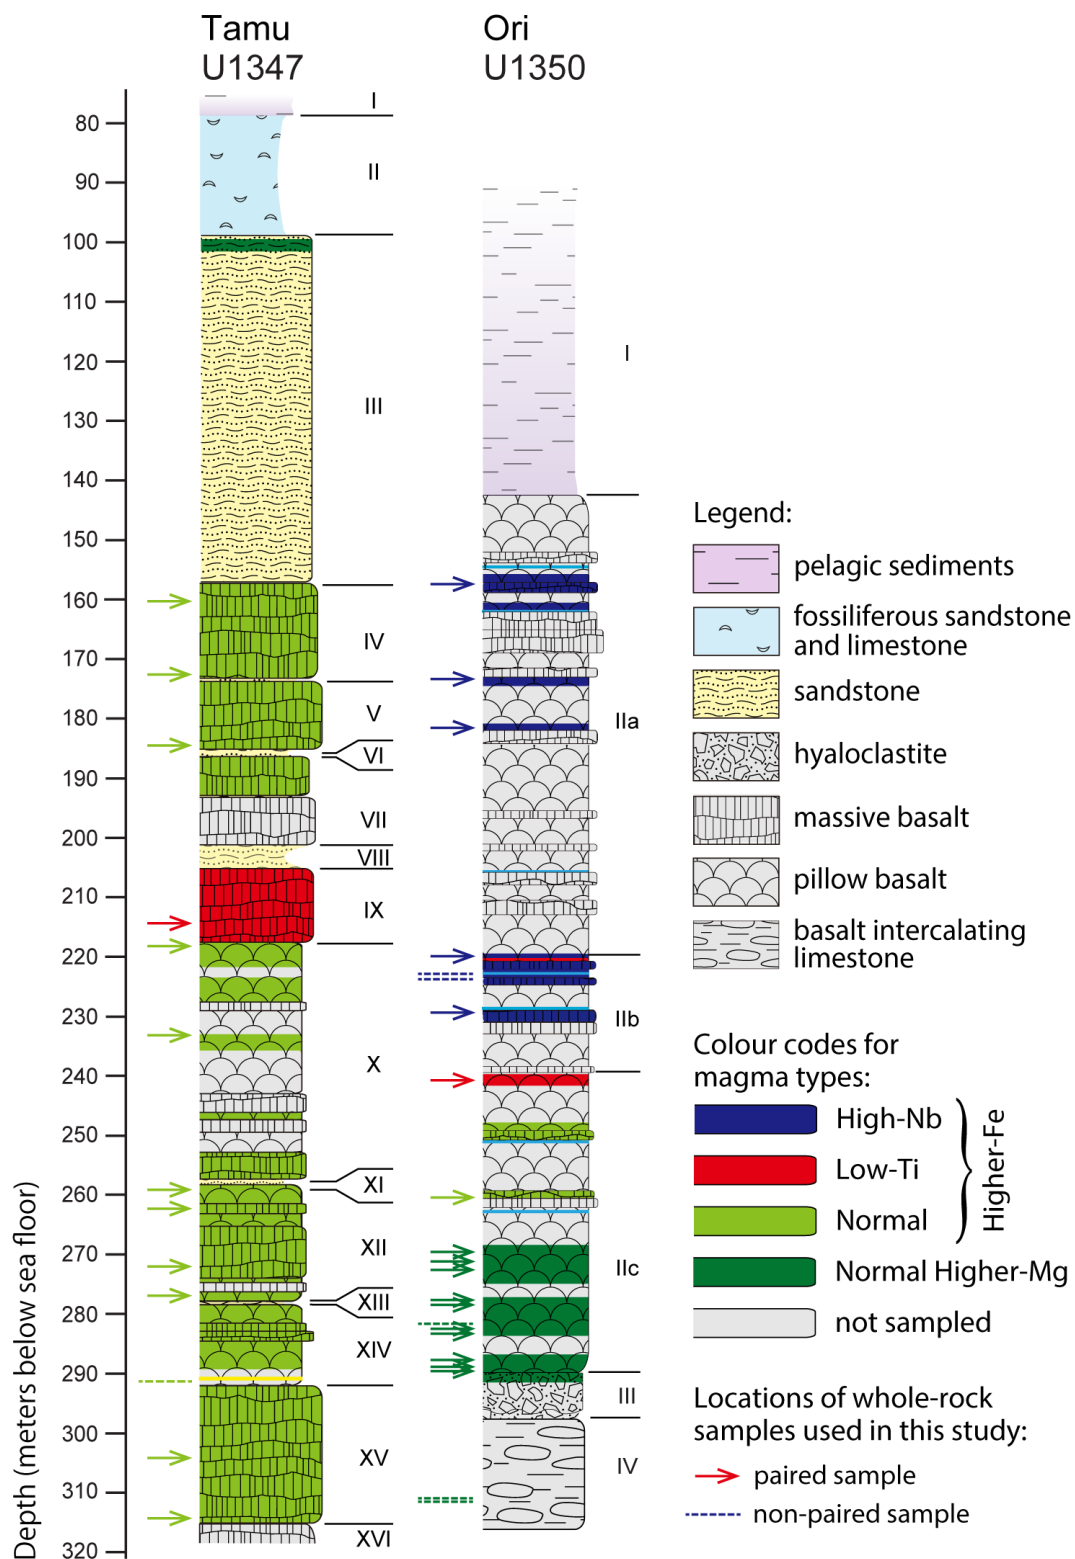 Tamu
U1347
Ori
U1350
Depth (meters below sea floor)
80
90
100
110
120
130
140
150
160
170
180
190
200
210
220
230
240
250
260
270
280
290
300
310
320
I
II
III
IV
V
VI
VII
VIII
IX
X
XI
XII
XIII
XIV
XV
XVI
I
IIa
IIb
IIc
III
IV
Legend:
pelagic sediments
fossiliferous sandstone
and limestone
sandstone
hyaloclastite
massive basalt
pillow basalt
basalt intercalating
limestone
Colour codes for
magma types:
High-Nb
Low-Ti
Normal
Higher-Fe
Normal Higher-Mg
not sampled
Locations of whole-rock
samples used in this study:
paired sample
non-paired sample